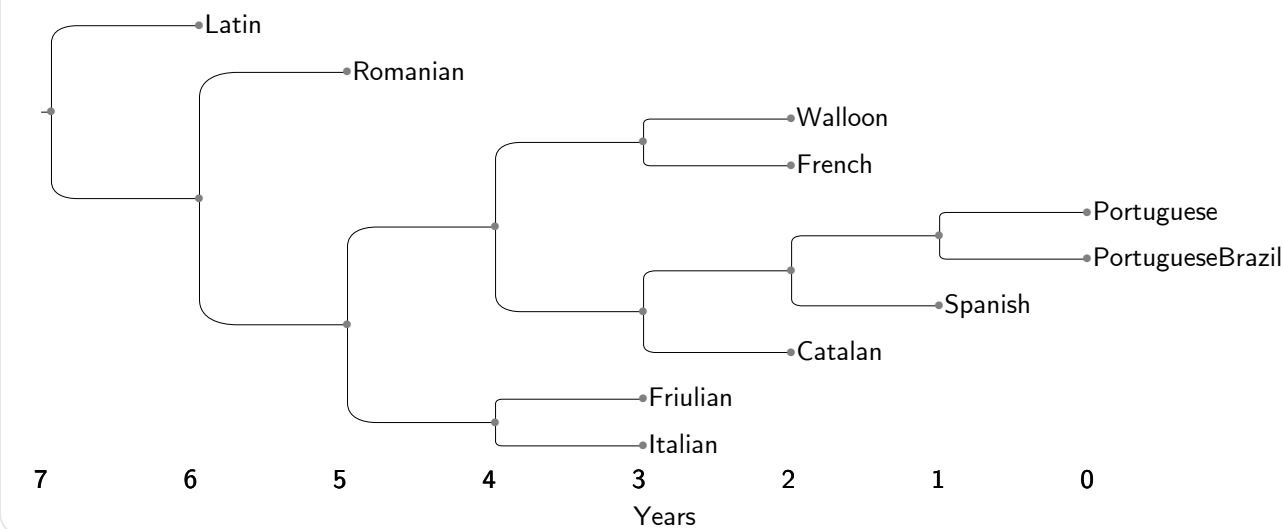 Latin
Romanian
Walloon
French
Portuguese
PortugueseBrazil
Spanish
Catalan
Friulian
Italian
7 6 5 4 3 2 1 0
Years